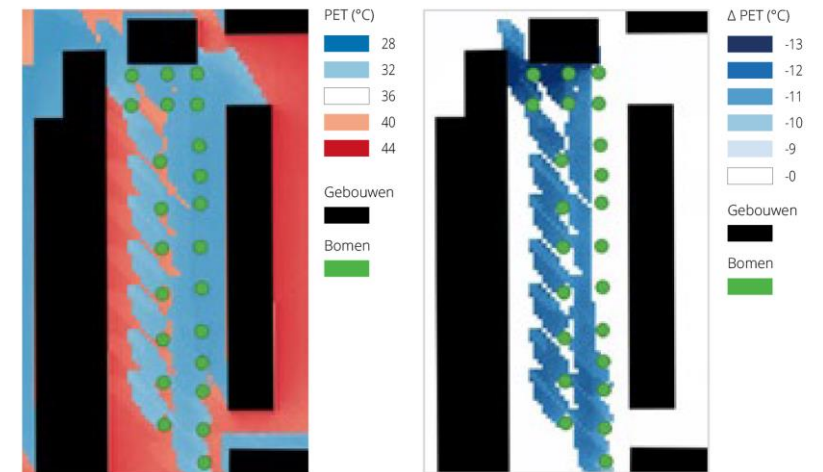 PET (°C)
28
32
36
40
44
Gebouwen
Bomen
Δ PET (°C)
-13
-12
-11
-10
-9
-0
Gebouwen
Bomen